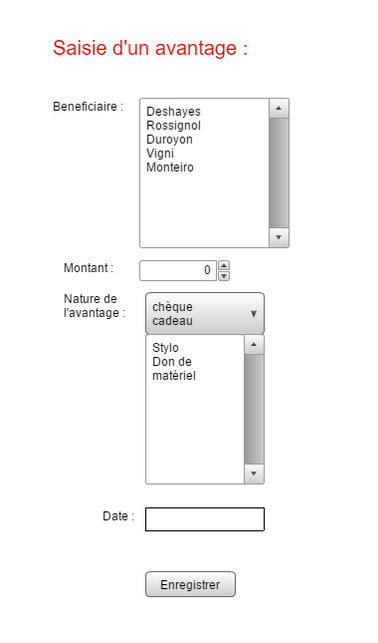 Saisie d'un avantage :
Beneficiaire :
Deshayes
Rossignol
Duroyon
Vigni
Monteiro
Montant :
0
Nature de
l'avantage :
chèque
cadeau
Stylo
Don de
matériel
Date :
Enregistrer